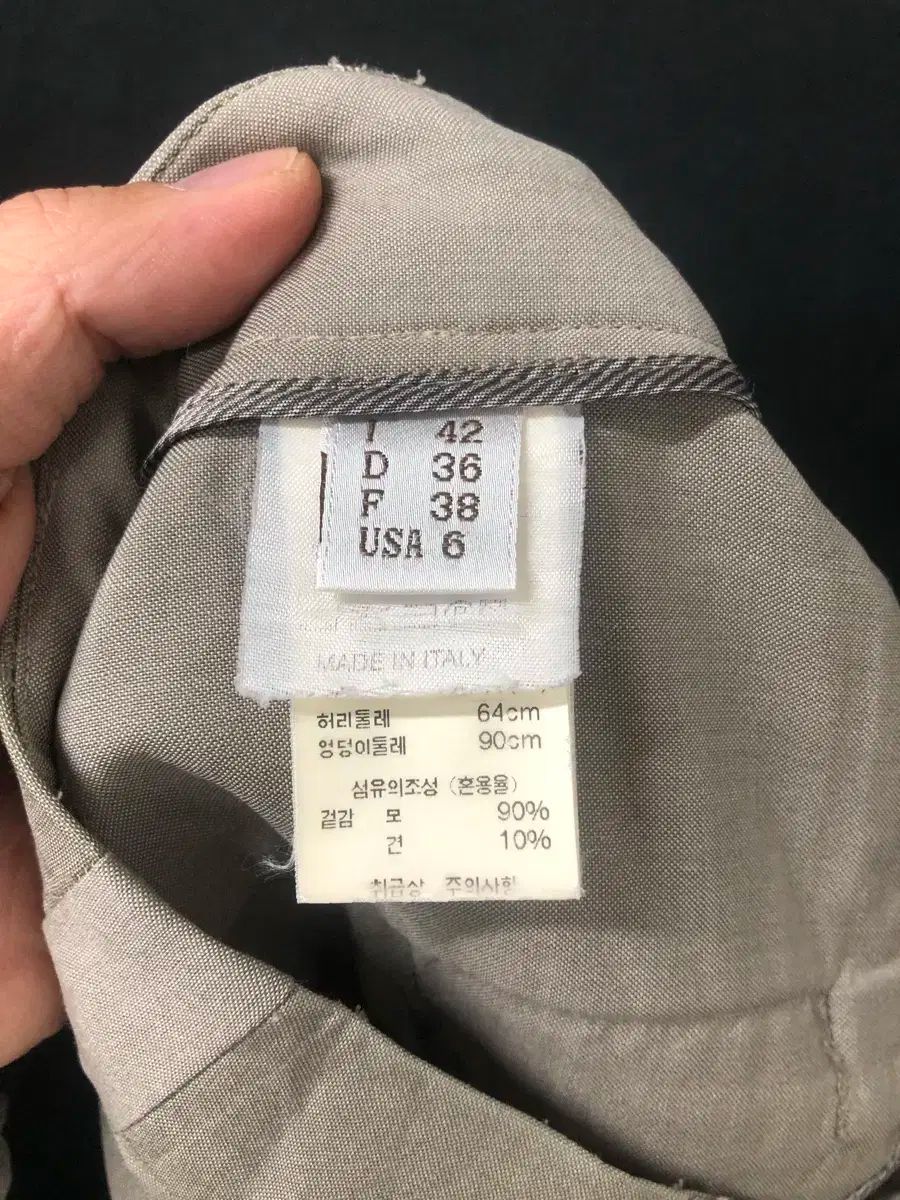 I 42
D 36
F 38
USA 6
MADE IN ITALY
허리둘레 64cm
엉덩이둘레 90cm
섬유의조성 (혼용율)
겉감 모 90%
견 10%
취급상 주의사항